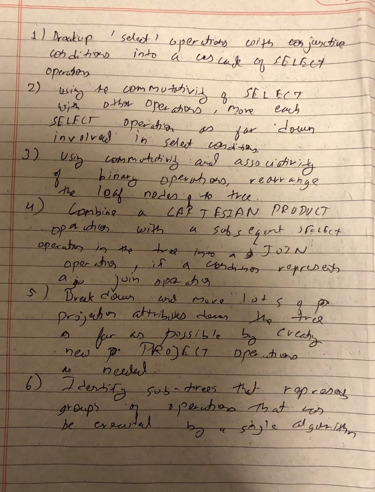 1) Breakup 'select' operations with conjunctive
conditions into a cascade of SELECT
operations
2) Using the commutativity of SELECT
with other operations, move each
SELECT operation as far down
involved in select condition
3) Using commutativity and associativity
of binary operations, rearrange
the leaf nodes of tree.
4) Combine a CARTESIAN PRODUCT
operation with a subsequent select
operation in the tree into a JOIN
operation, if a condition represents
a join operation
5) Break down and move lots of
projection attributes down the tree
as far as possible by creating
new PROJECT operations
as needed.
6) Identify sub-trees that represent
groups of operations that can
be executed by a single algorithm